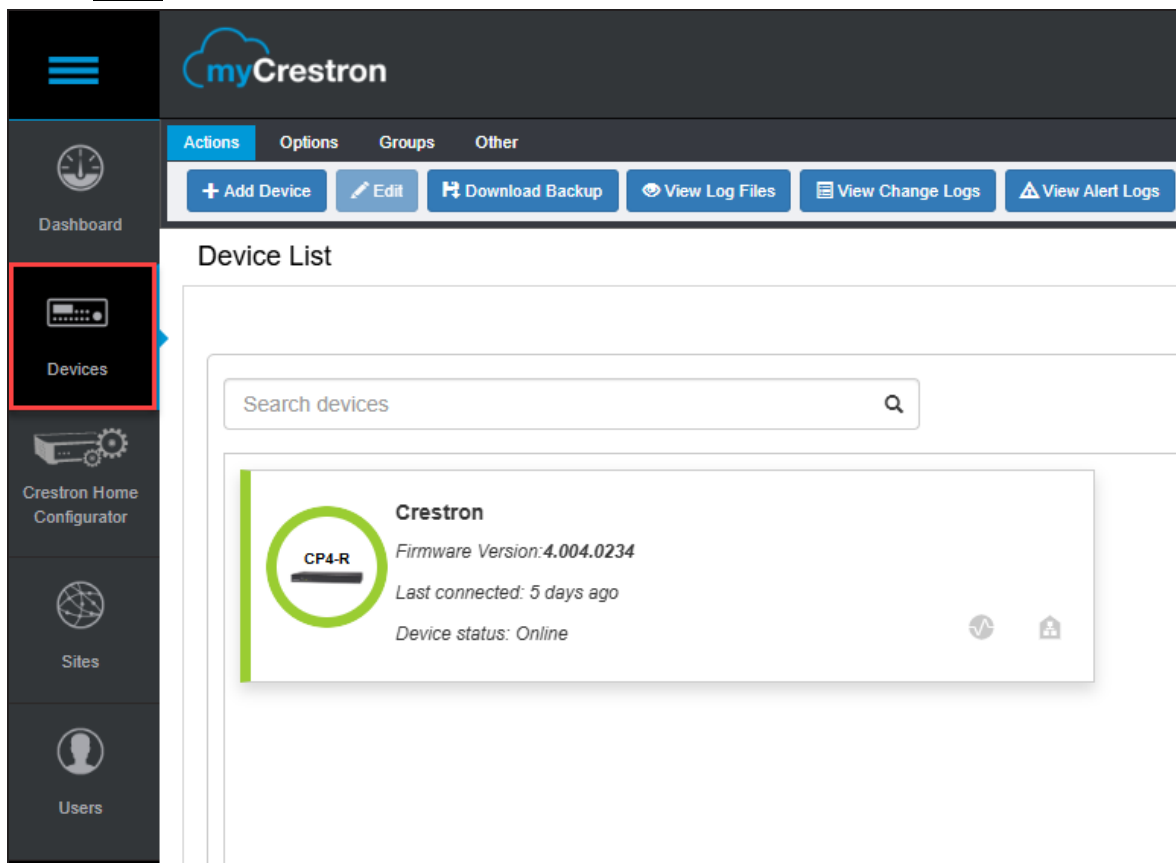 myCrestron
Actions Options Groups Other
Add Device Edit Download Backup View Log Files View Change Logs View Alert Logs
Dashboard
Device List
Devices
Search devices
Crestron Home
Configurator
Crestron
CP4-R
Firmware Version:4.004.0234
Last connected: 5 days ago
Device status: Online
Sites
Users